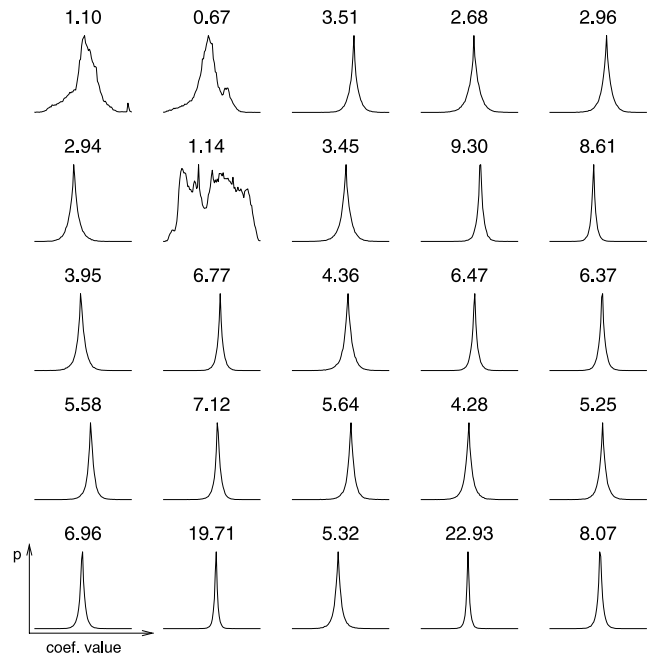 1.10 0.67 3.51 2.68 2.96
2.94 1.14 3.45 9.30 8.61
3.95 6.77 4.36 6.47 6.37
5.58 7.12 5.64 4.28 5.25
6.96 19.71 5.32 22.93 8.07
p
coef. value